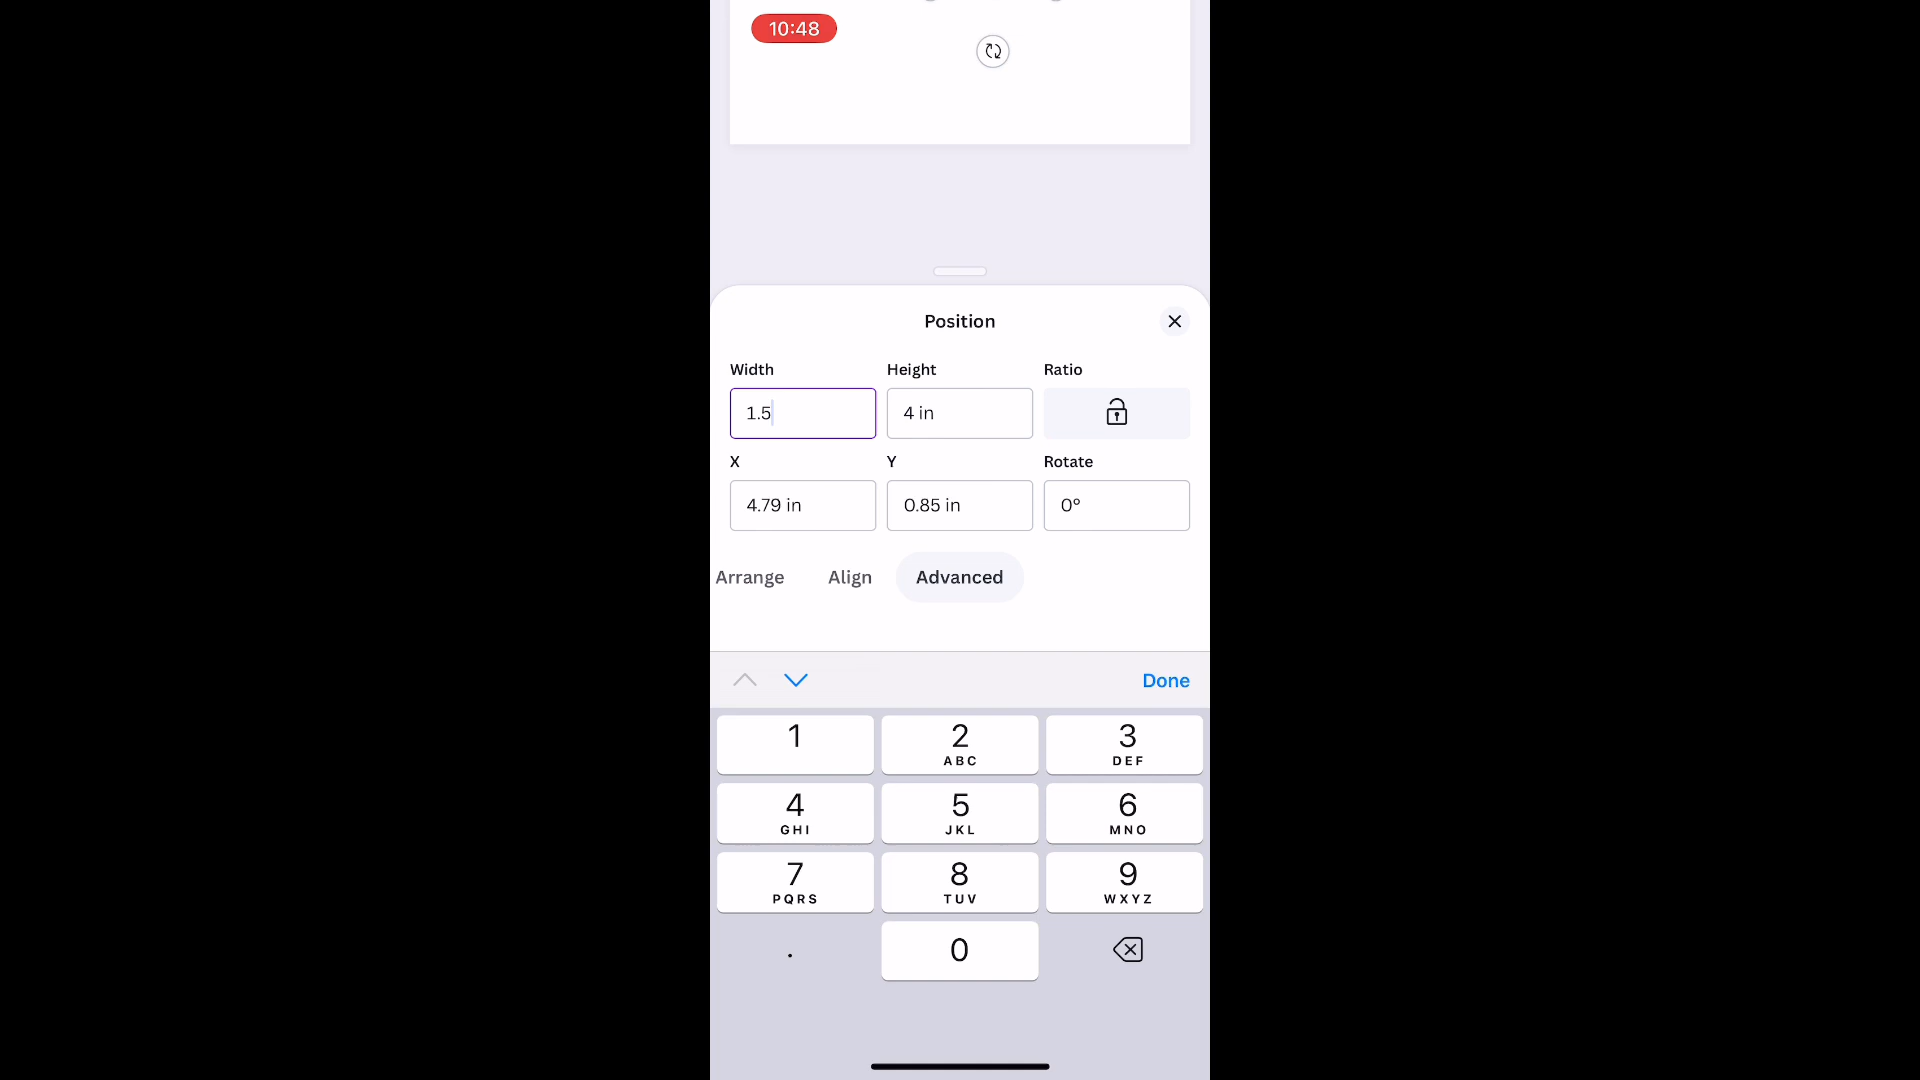 10:48
Position
Width Height Ratio
1.5 4 in
X Y Rotate
4.79 in 0.85 in 0°
Arrange Align Advanced
Done
1 2 3
ABC DEF
4 5 6
GHI JKL MNO
7 8 9
PQRS TUV WXYZ
. 0